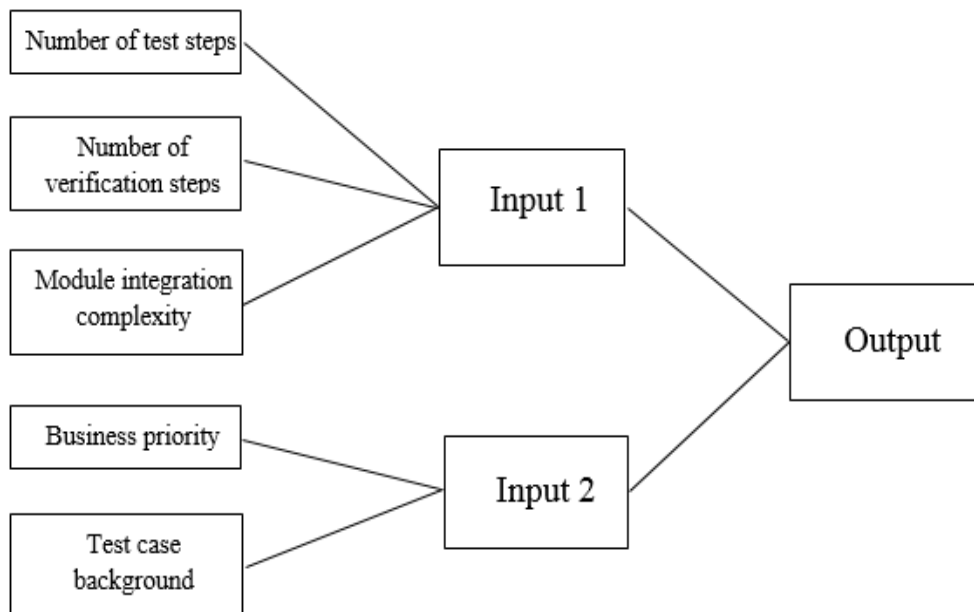 Number of test steps
Number of
verification steps
Module integration
complexity
Business priority
Test case
background
Input 1
Input 2
Output